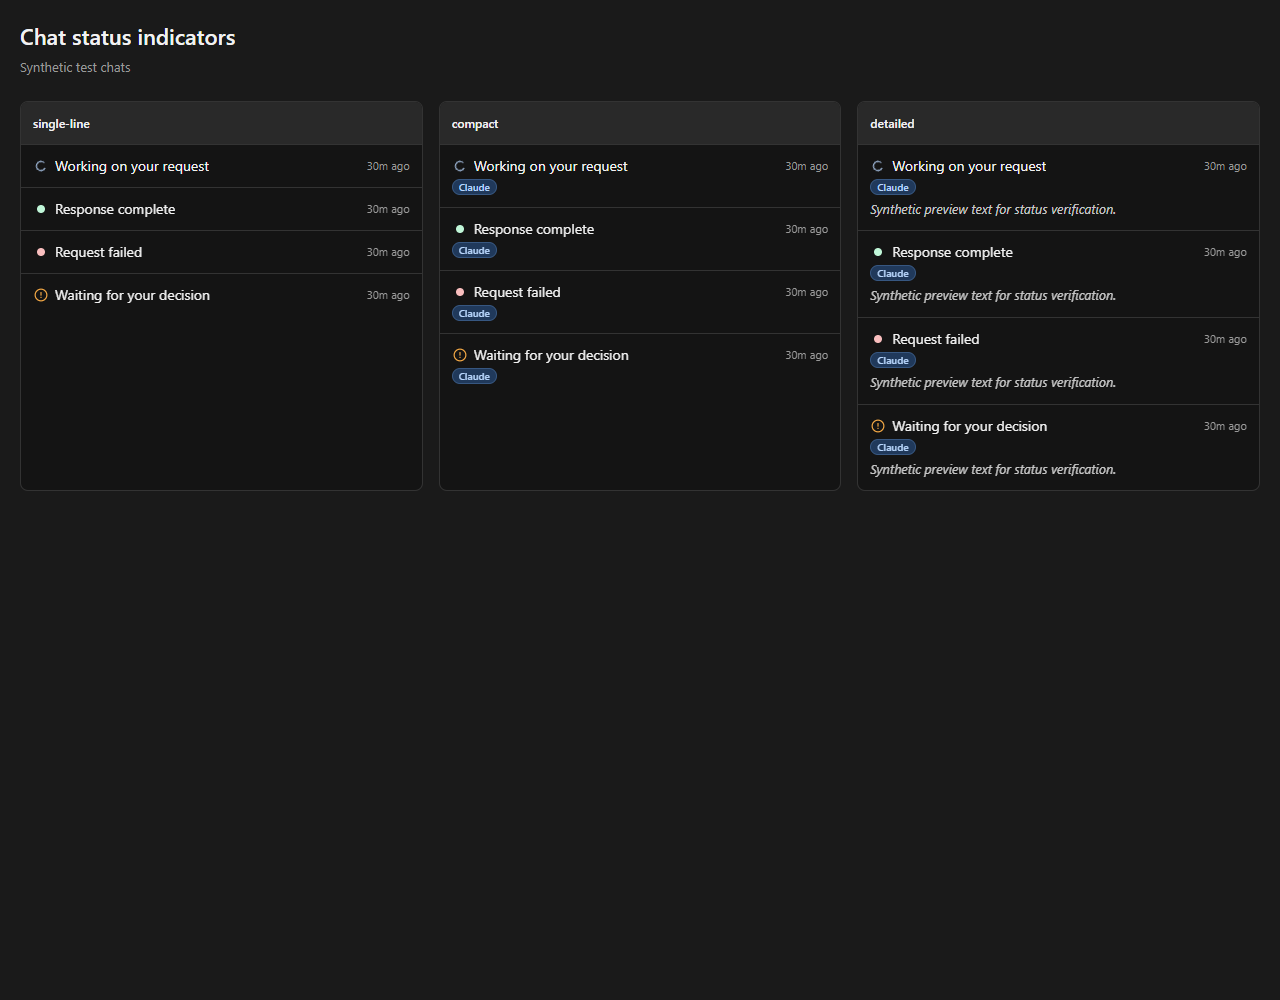 Chat status indicators
Synthetic test chats
single-line
Working on your request 30m ago
Response complete 30m ago
Request failed 30m ago
Waiting for your decision 30m ago
compact
Working on your request 30m ago
Claude
Response complete 30m ago
Claude
Request failed 30m ago
Claude
Waiting for your decision 30m ago
Claude
detailed
Working on your request 30m ago
Claude
Synthetic preview text for status verification.
Response complete 30m ago
Claude
Synthetic preview text for status verification.
Request failed 30m ago
Claude
Synthetic preview text for status verification.
Waiting for your decision 30m ago
Claude
Synthetic preview text for status verification.